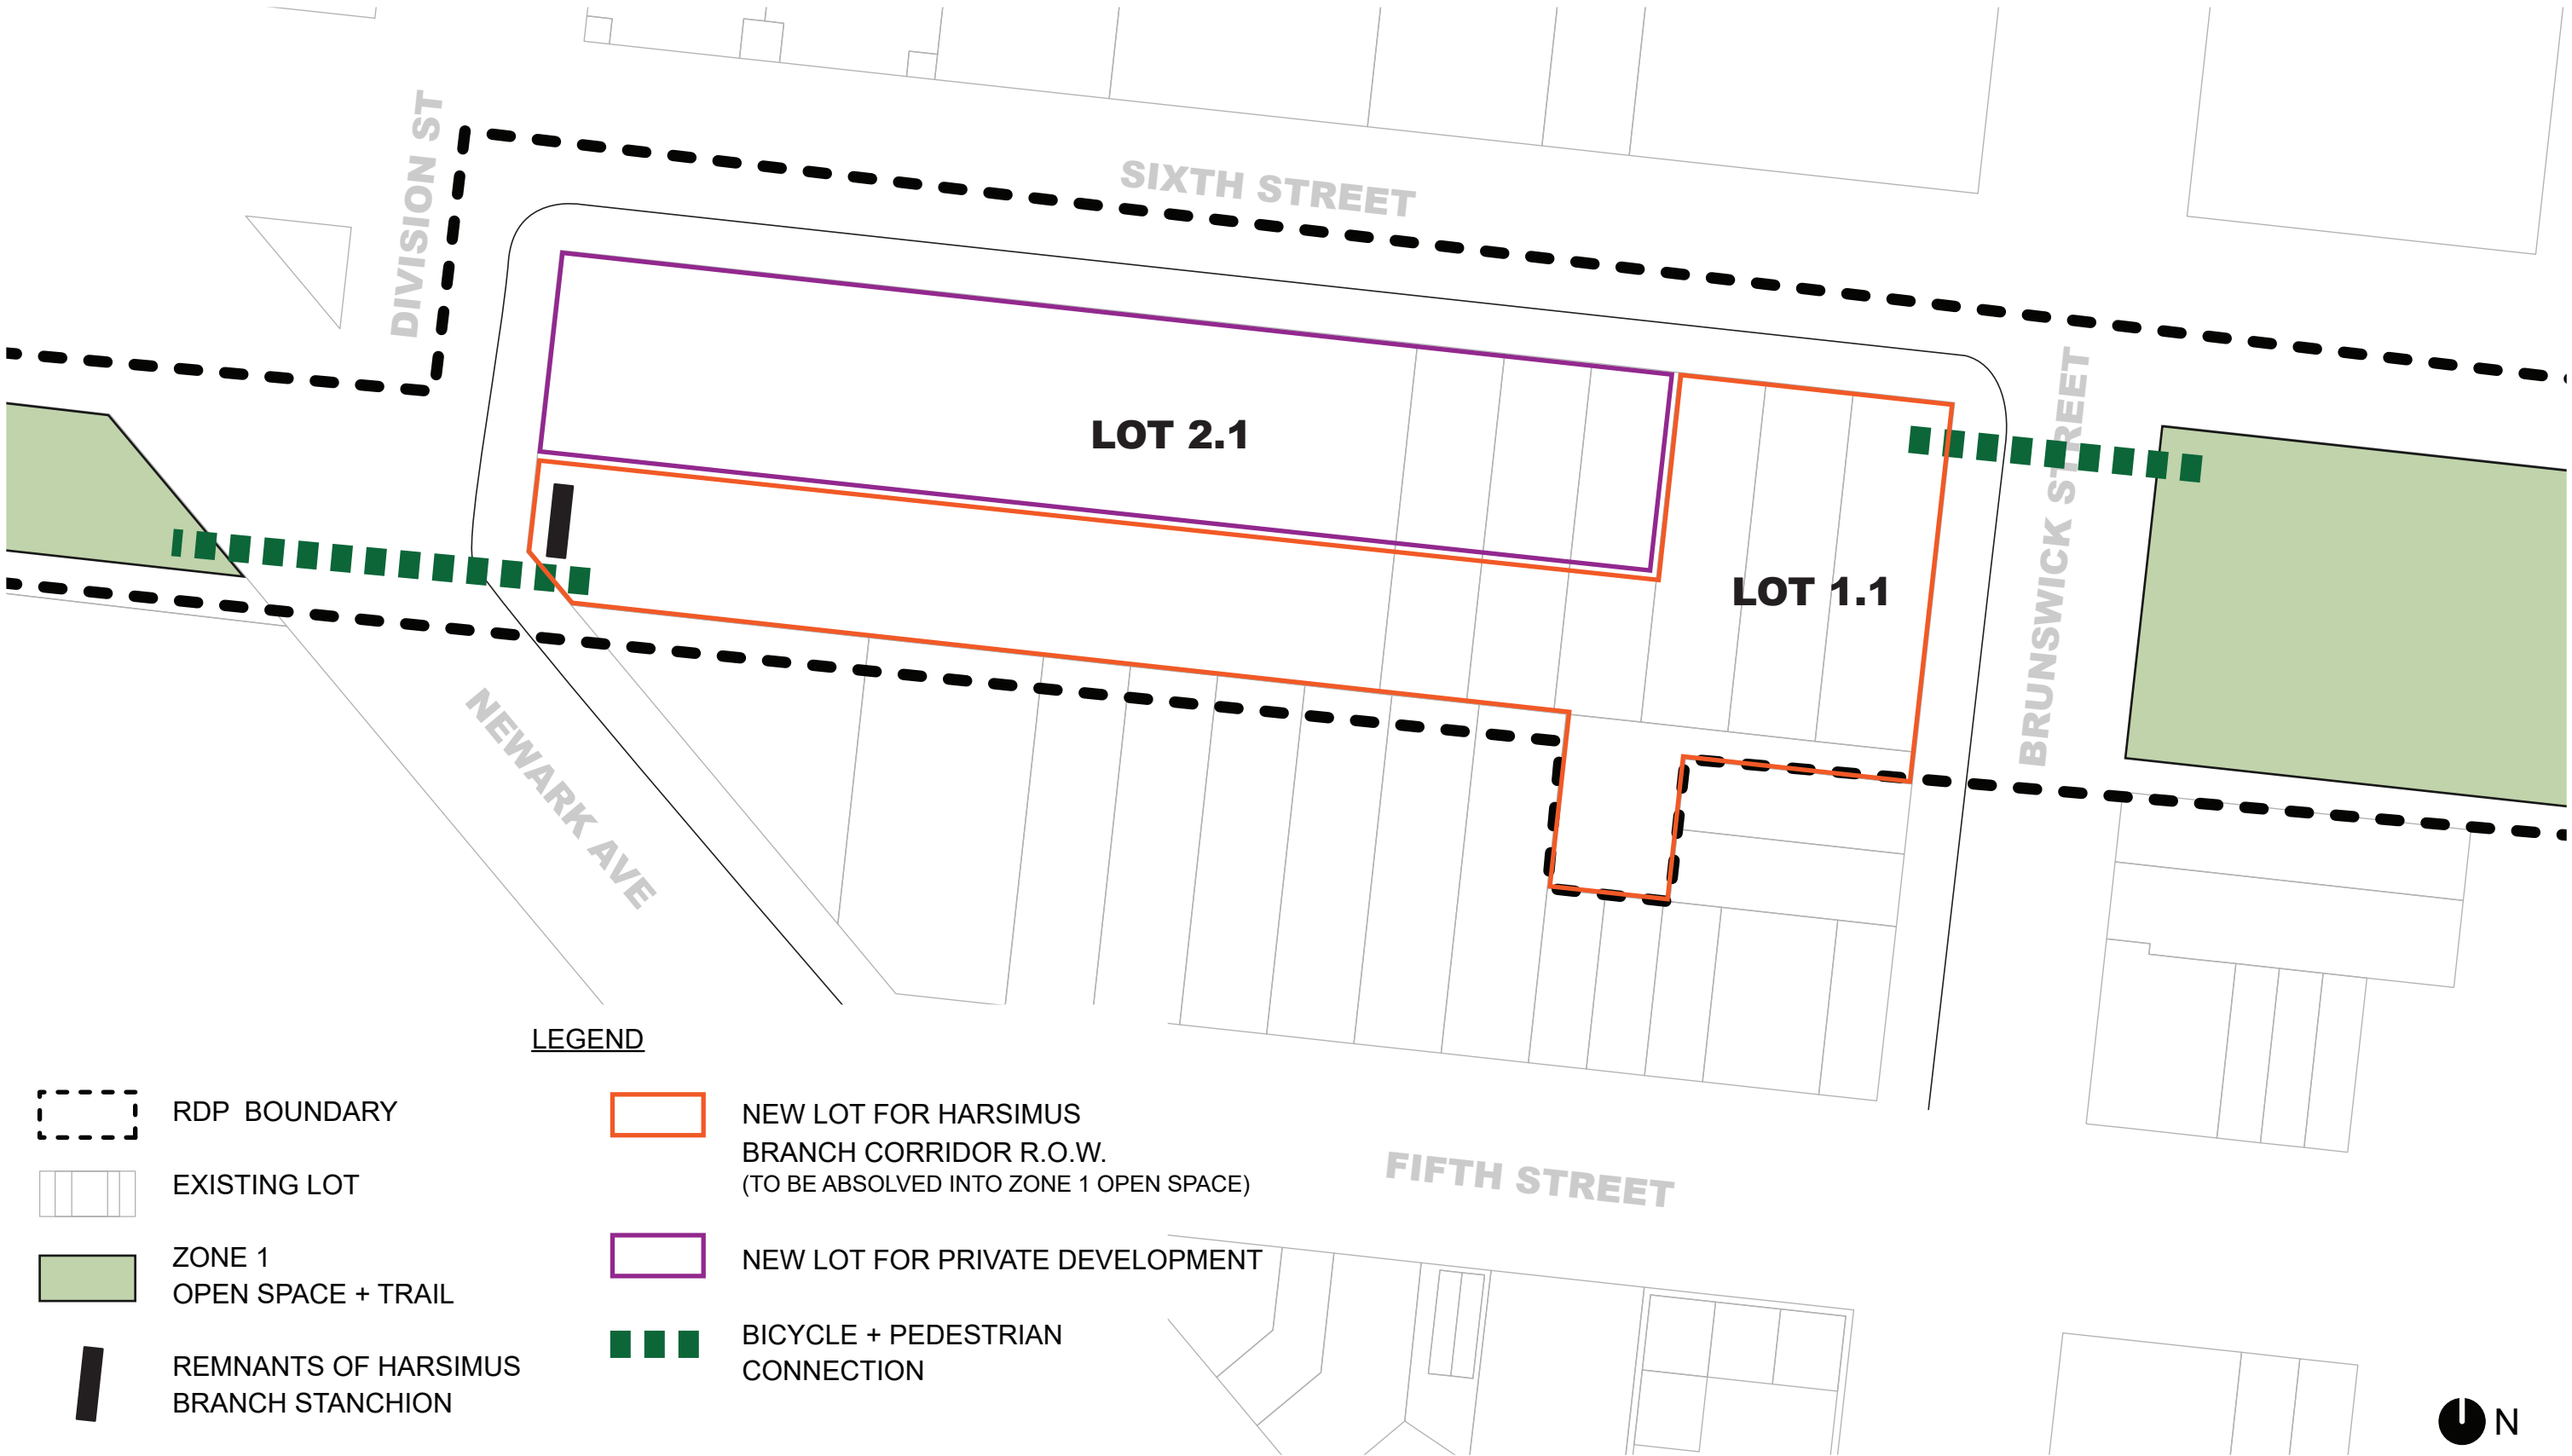 DIVISION ST
SIXTH STREET
LOT 2.1
LOT 1.1
BRUNSWICK STREET
NEWARK AVE
FIFTH STREET
LEGEND
RDP BOUNDARY
EXISTING LOT
ZONE 1
OPEN SPACE + TRAIL
REMNANTS OF HARSIMUS
BRANCH STANCHION
NEW LOT FOR HARSIMUS
BRANCH CORRIDOR R.O.W.
(TO BE ABSOLVED INTO ZONE 1 OPEN SPACE)
NEW LOT FOR PRIVATE DEVELOPMENT
BICYCLE + PEDESTRIAN
CONNECTION
N